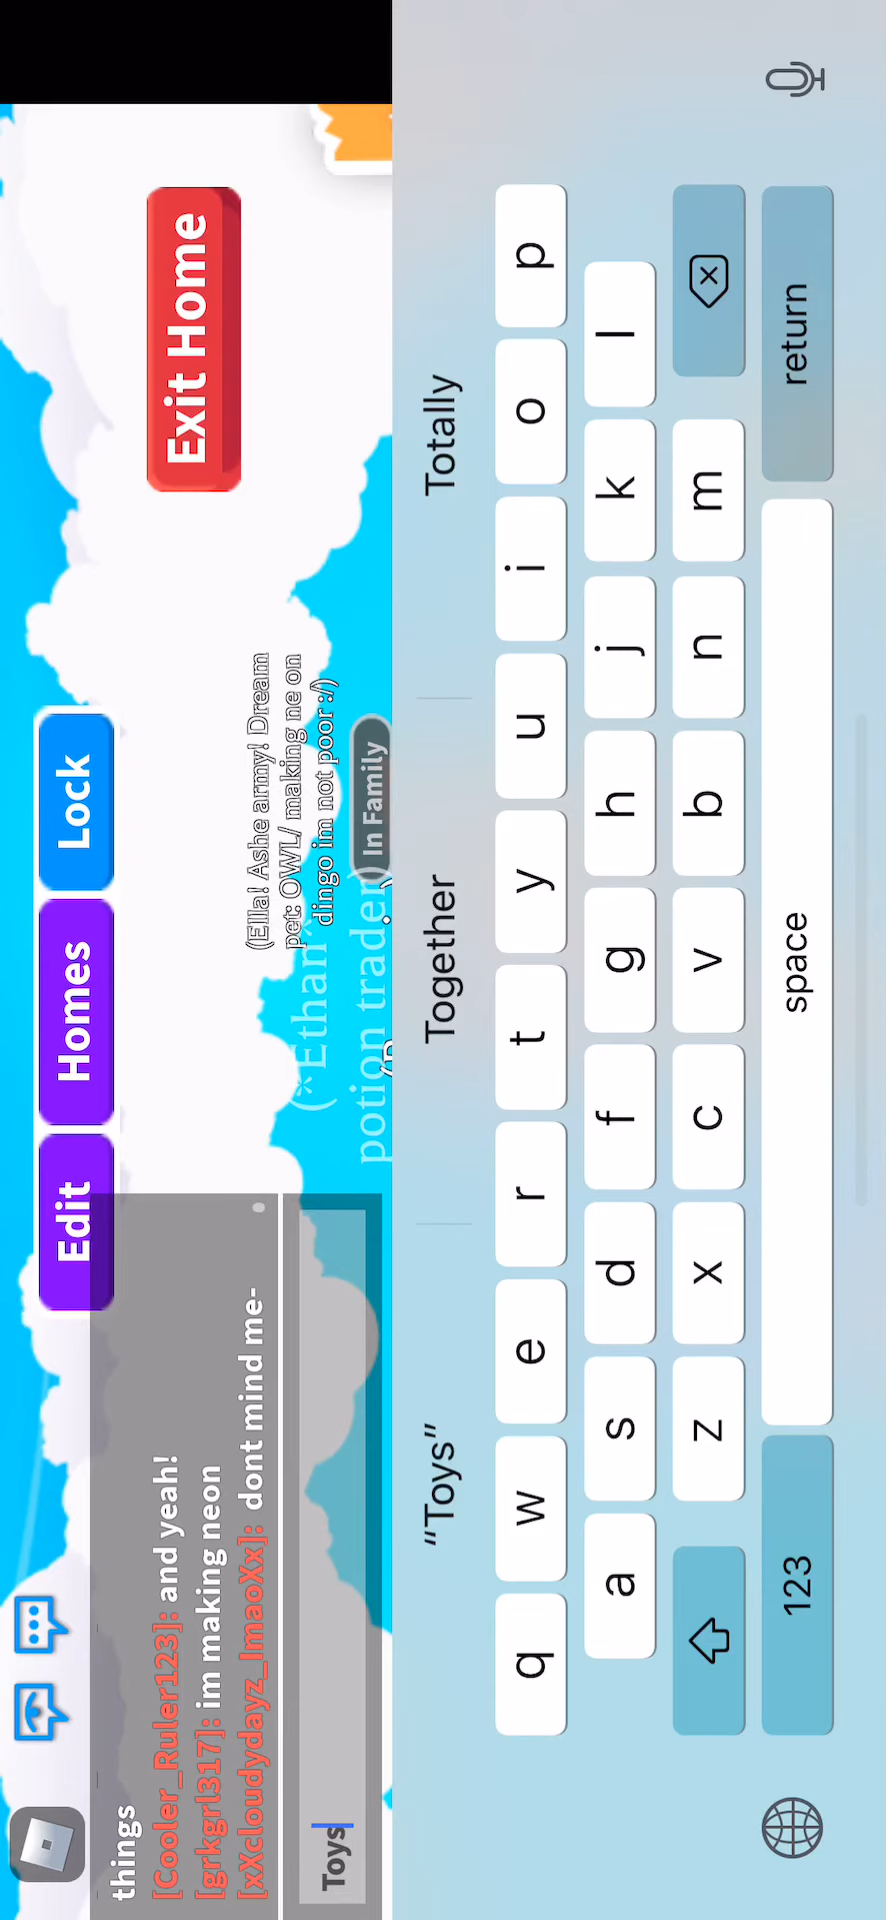 Edit
Homes
Lock
Exit Home
things
[Cooler_Ruler123]: and yeah!
[grkgrl317]: im making neon
[xXcloudydayz_lmaoXx]: dont mind me-
Toys
(Ella! Ashe army! Dream
pet: OWL/ making ne on
dingo im not poor :/)
(*Ethan*
potion trader)
In Family
"Toys"
Together
Totally
q w e r t y u i o p
a s d f g h j k l
z x c v b n m
123
space
return